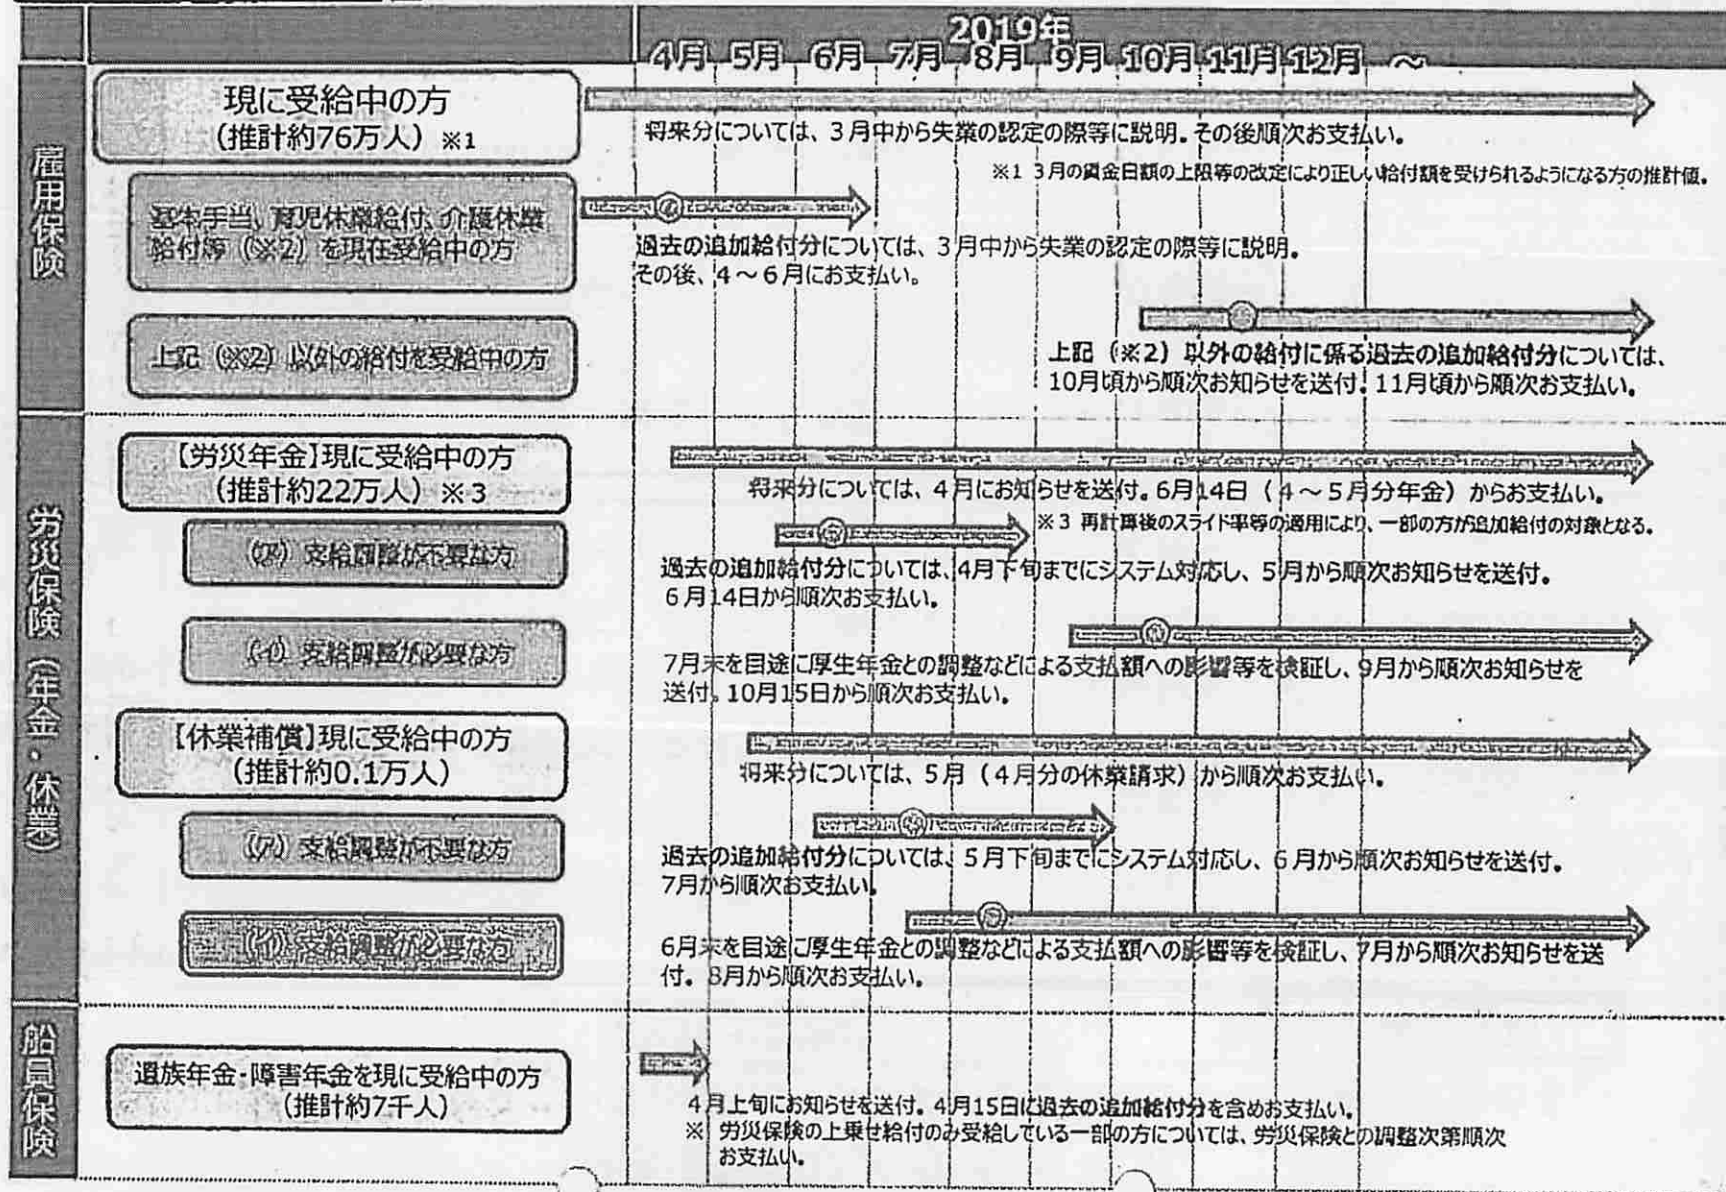 2019年
4月 5月 6月 7月 8月 9月 10月 11月 12月 ～
雇用保険
現に受給中の方
(推計約76万人) ※1
将来分については、3月中から失業の認定の際等に説明。その後順次お支払い。
※1 3月の賃金日額の上限等の改定により正しい給付額を受けられるようになる方の推計値。
基本手当、育児休業給付、介護休業
給付等 (※2) を現在受給中の方
過去の追加給付分については、3月中から失業の認定の際等に説明。
その後、4～6月にお支払い。
上記 (※2) 以外の給付を受給中の方
上記 (※2) 以外の給付に係る過去の追加給付分については、
10月頃から順次お知らせを送付。11月頃から順次お支払い。
労災保険（年金・休業）
【労災年金】現に受給中の方
(推計約22万人) ※3
将来分については、4月にお知らせを送付。6月14日（4～5月分年金）からお支払い。
※3 再計算後のスライド率等の適用により、一部の方が追加給付の対象となる。
(ア) 支給調整が不要な方
過去の追加給付分については、4月下旬までにシステム対応し、5月から順次お知らせを送付。
6月14日から順次お支払い。
(イ) 支給調整が必要な方
7月末を目途に厚生年金との調整などによる支払額への影響等を検証し、9月から順次お知らせを
送付。10月15日から順次お支払い。
【休業補償】現に受給中の方
(推計約0.1万人)
将来分については、5月（4月分の休業請求）から順次お支払い。
(ア) 支給調整が不要な方
過去の追加給付分については、5月下旬までにシステム対応し、6月から順次お知らせを送付。
7月から順次お支払い。
(イ) 支給調整が必要な方
6月末を目途に厚生年金との調整などによる支払額への影響等を検証し、7月から順次お知らせを送
付。8月から順次お支払い。
船員保険
遺族年金・障害年金を現に受給中の方
(推計約7千人)
4月上旬にお知らせを送付。4月15日に過去の追加給付分を含めお支払い。
※ 労災保険の上乗せ給付のみ受給している一部の方については、労災保険との調整次第順次
お支払い。